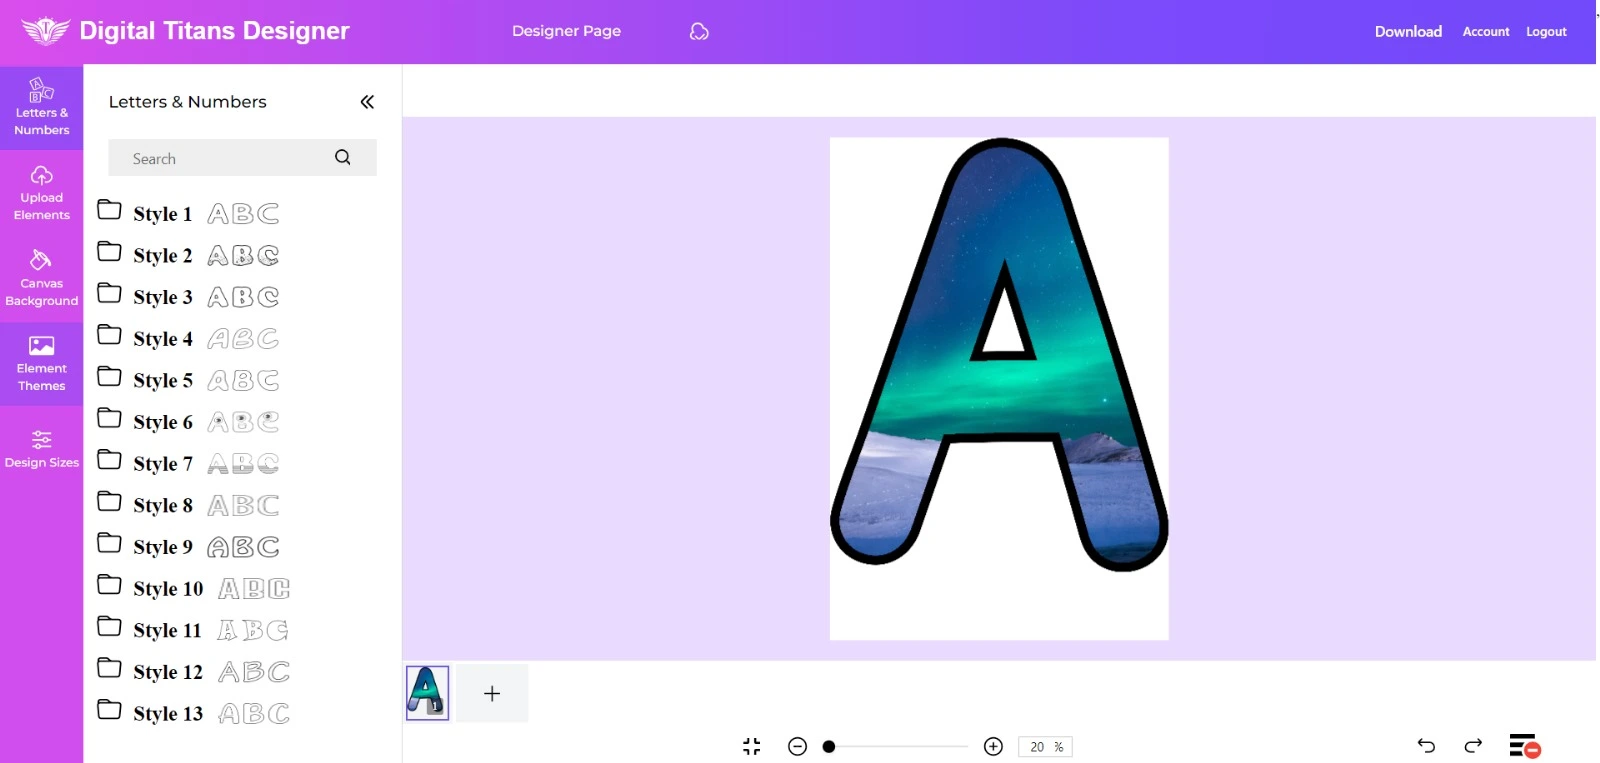 Digital Titans Designer
Designer Page
Download
Account
Logout
Letters &
Numbers
Upload
Elements
Canvas
Background
Element
Themes
Design Sizes
Letters & Numbers
Search
Style 1 ABC
Style 2 ABC
Style 3 ABC
Style 4 ABC
Style 5 ABC
Style 6 ABC
Style 7 ABC
Style 8 ABC
Style 9 ABC
Style 10 ABC
Style 11 ABC
Style 12 ABC
Style 13 ABC
A
A
1
20 %